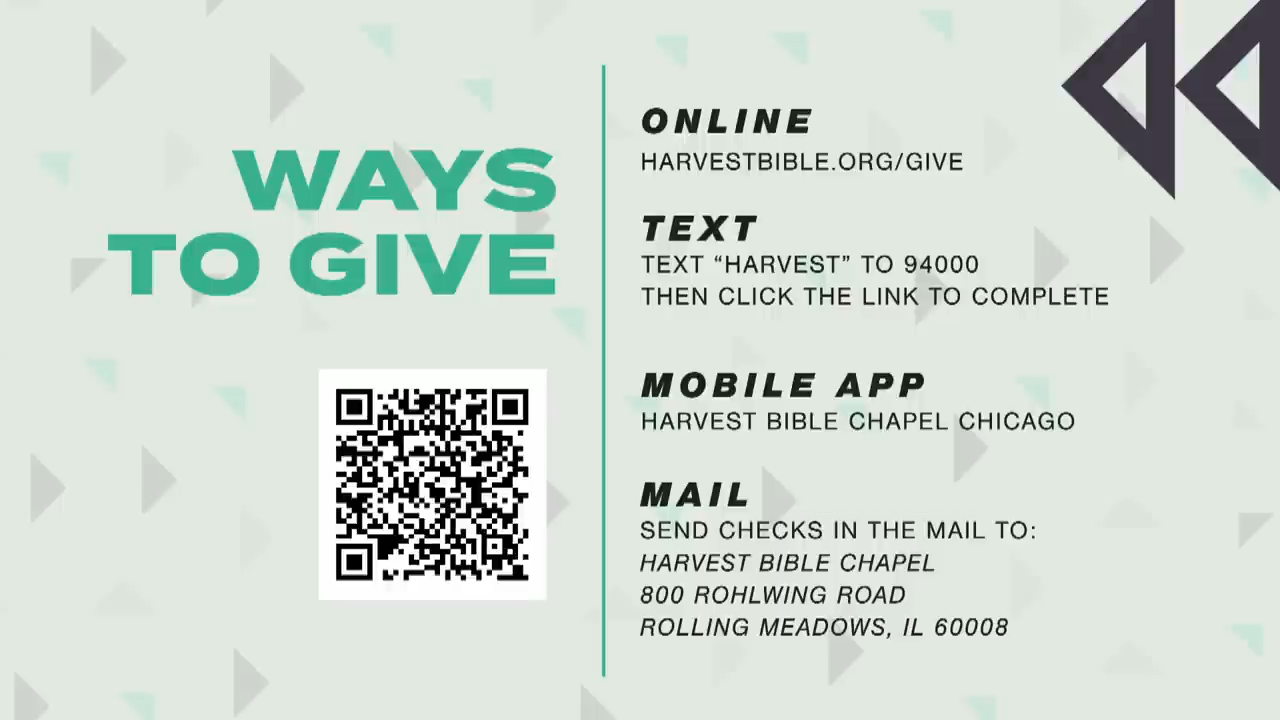 WAYS
TO GIVE
ONLINE
HARVESTBIBLE.ORG/GIVE
TEXT
TEXT “HARVEST” TO 94000
THEN CLICK THE LINK TO COMPLETE
MOBILE APP
HARVEST BIBLE CHAPEL CHICAGO
MAIL
SEND CHECKS IN THE MAIL TO:
HARVEST BIBLE CHAPEL
800 ROHLWING ROAD
ROLLING MEADOWS, IL 60008